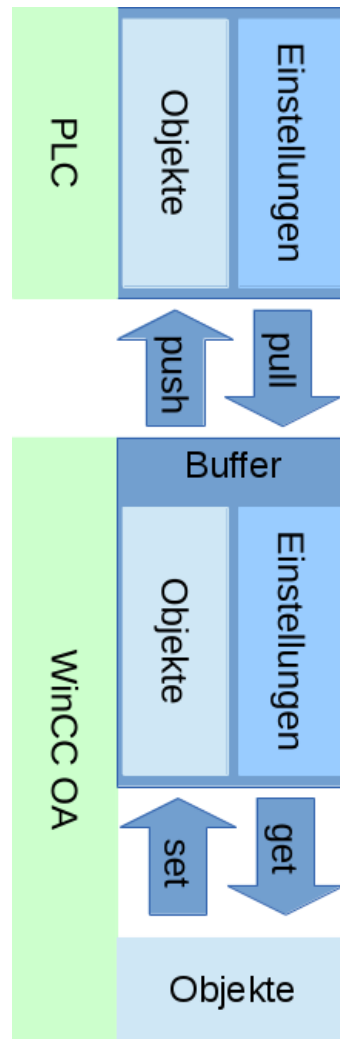 PLC
Objekte
Einstellungen
push
pull
WinCC OA
Buffer
Objekte
Einstellungen
set
get
Objekte